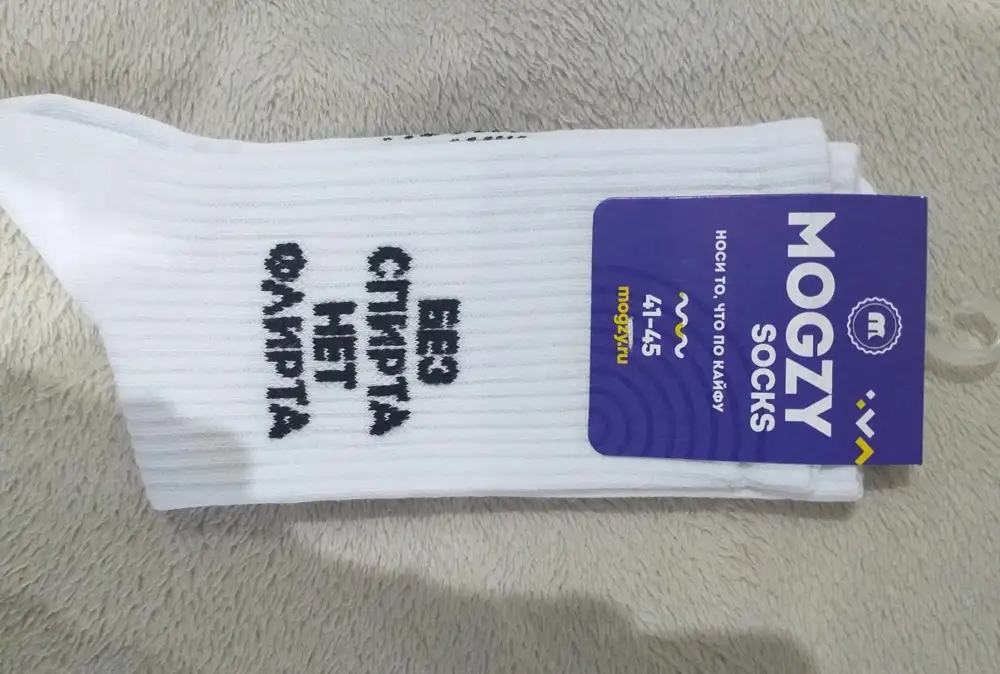 БЕЗ
СПИРТА
НЕТ
ФЛИРТА
m
MOGZY
SOCKS
НОСИ ТО, ЧТО ПО КАЙФУ
41-45
mogzy.ru